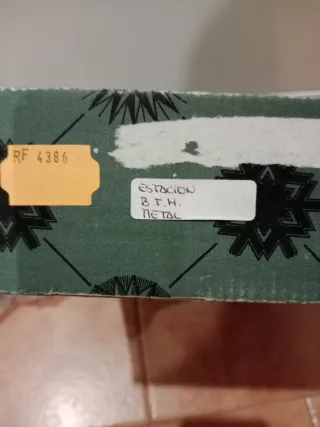 RF 4386
ESTACION
B.T.H.
METAL